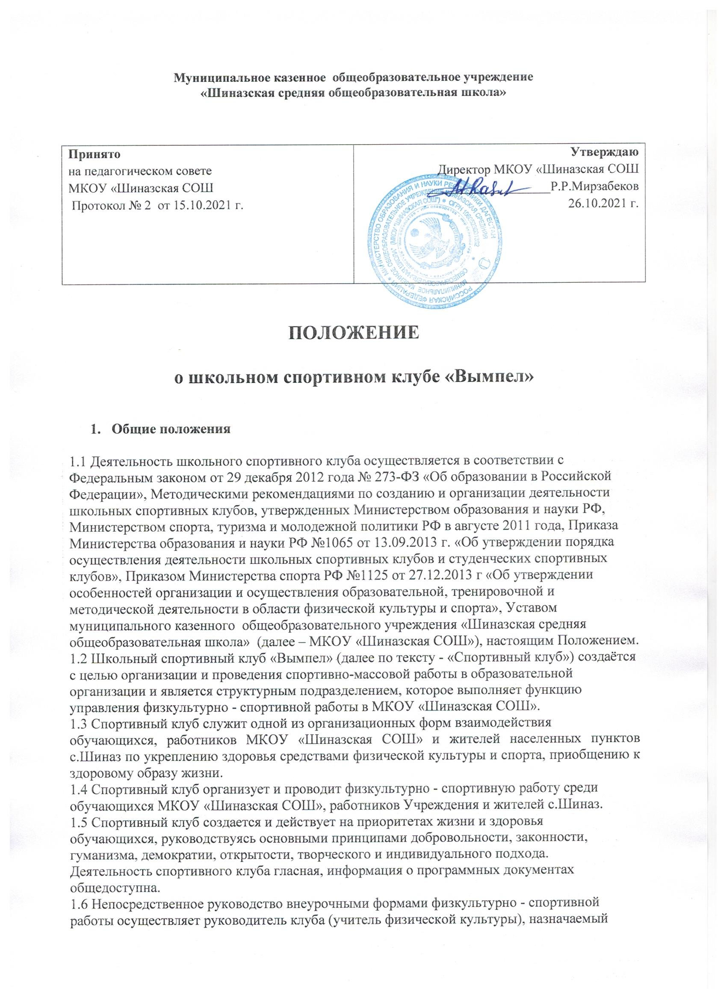 Муниципальное казенное общеобразовательное учреждение
«Шиназская средняя общеобразовательная школа»
Принято
на педагогическом совете
МКОУ «Шиназская СОШ
Протокол № 2 от 15.10.2021 г.
Утверждаю
Директор МКОУ «Шиназская СОШ
Р.Р.Мирзабеков
26.10.2021 г.
ПОЛОЖЕНИЕ
о школьном спортивном клубе «Вымпел»
1. Общие положения
1.1 Деятельность школьного спортивного клуба осуществляется в соответствии с
Федеральным законом от 29 декабря 2012 года № 273-ФЗ «Об образовании в Российской
Федерации», Методическими рекомендациями по созданию и организации деятельности
школьных спортивных клубов, утвержденных Министерством образования и науки РФ,
Министерством спорта, туризма и молодежной политики РФ в августе 2011 года, Приказа
Министерства образования и науки РФ №1065 от 13.09.2013 г. «Об утверждении порядка
осуществления деятельности школьных спортивных клубов и студенческих спортивных
клубов», Приказом Министерства спорта РФ №1125 от 27.12.2013 г «Об утверждении
особенностей организации и осуществления образовательной, тренировочной и
методической деятельности в области физической культуры и спорта», Уставом
муниципального казенного общеобразовательного учреждения «Шиназская средняя
общеобразовательная школа» (далее – МКОУ «Шиназская СОШ»), настоящим Положением.
1.2 Школьный спортивный клуб «Вымпел» (далее по тексту - «Спортивный клуб») создаётся
с целью организации и проведения спортивно-массовой работы в образовательной
организации и является структурным подразделением, которое выполняет функцию
управления физкультурно - спортивной работы в МКОУ «Шиназская СОШ».
1.3 Спортивный клуб служит одной из организационных форм взаимодействия
обучающихся, работников МКОУ «Шиназская СОШ» и жителей населенных пунктов
с.Шиназ по укреплению здоровья средствами физической культуры и спорта, приобщению к
здоровому образу жизни.
1.4 Спортивный клуб организует и проводит физкультурно - спортивную работу среди
обучающихся МКОУ «Шиназская СОШ», работников Учреждения и жителей с.Шиназ.
1.5 Спортивный клуб создается и действует на приоритетах жизни и здоровья
обучающихся, руководствуясь основными принципами добровольности, законности,
гуманизма, демократии, открытости, творческого и индивидуального подхода.
Деятельность спортивного клуба гласная, информация о программных документах
общедоступна.
1.6 Непосредственное руководство внеурочными формами физкультурно - спортивной
работы осуществляет руководитель клуба (учитель физической культуры), назначаемый
РОССИЙСКАЯ ФЕДЕРАЦИЯ * МИНИСТЕРСТВО ОБРАЗОВАНИЯ И НАУКИ РЕСПУБЛИКИ ДАГЕСТАН
МУНИЦИПАЛЬНОЕ КАЗЕННОЕ ОБЩЕОБРАЗОВАТЕЛЬНОЕ УЧРЕЖДЕНИЕ "ШИНАЗСКАЯ СРЕДНЯЯ
ОБЩЕОБРАЗОВАТЕЛЬНАЯ ШКОЛА" (МКОУ "ШИНАЗСКАЯ СОШ") * ОГРН